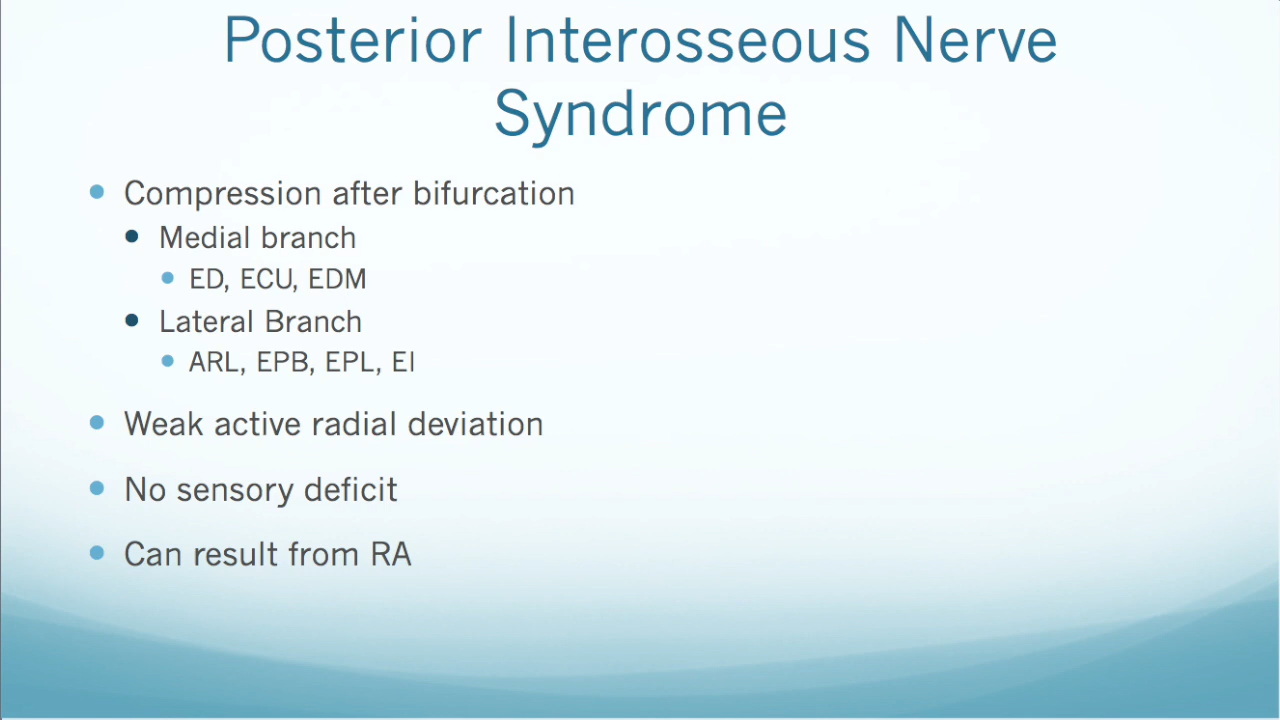 Posterior Interosseous Nerve
Syndrome
Compression after bifurcation
Medial branch
ED, ECU, EDM
Lateral Branch
ARL, EPB, EPL, EI
Weak active radial deviation
No sensory deficit
Can result from RA